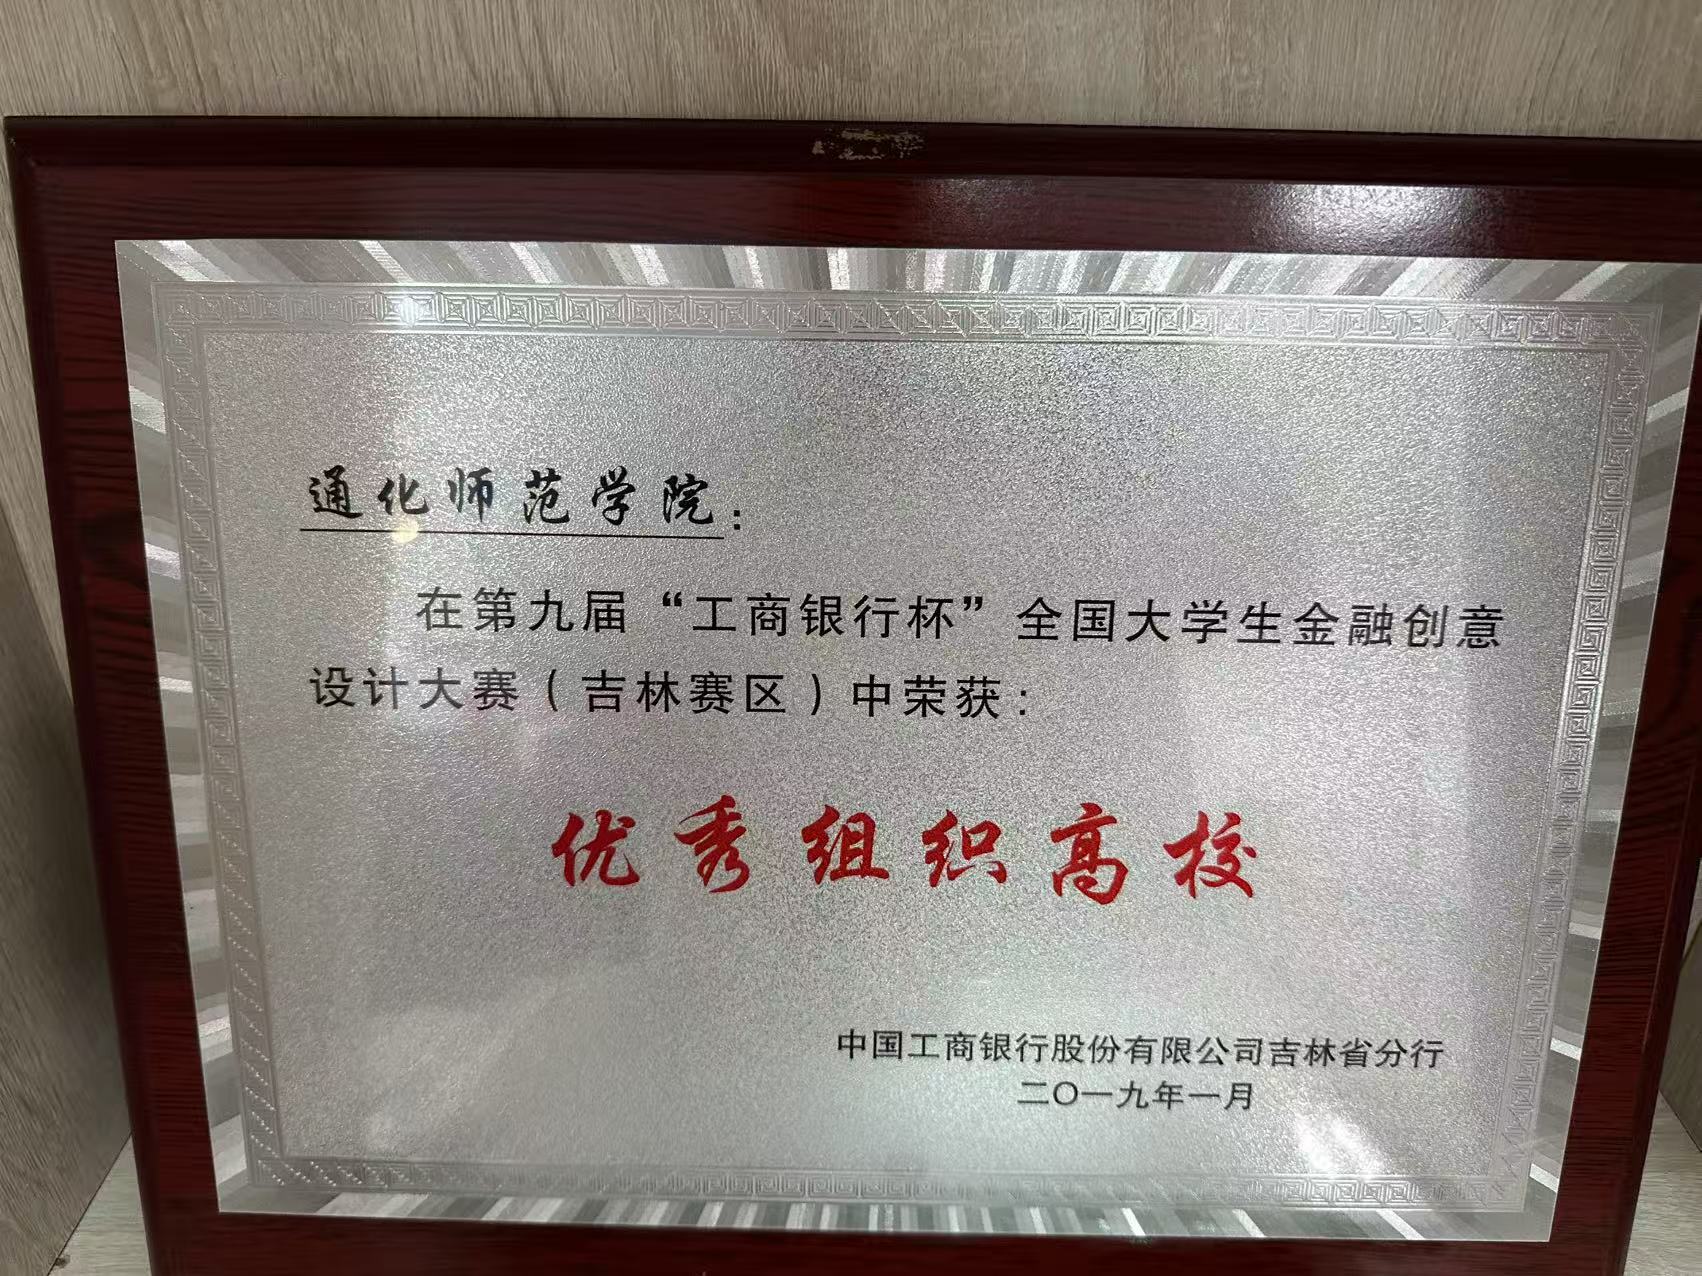 通化师范学院：
在第九届“工商银行杯”全国大学生金融创意
设计大赛（吉林赛区）中荣获：
优秀组织高校
中国工商银行股份有限公司吉林省分行
二〇一九年一月